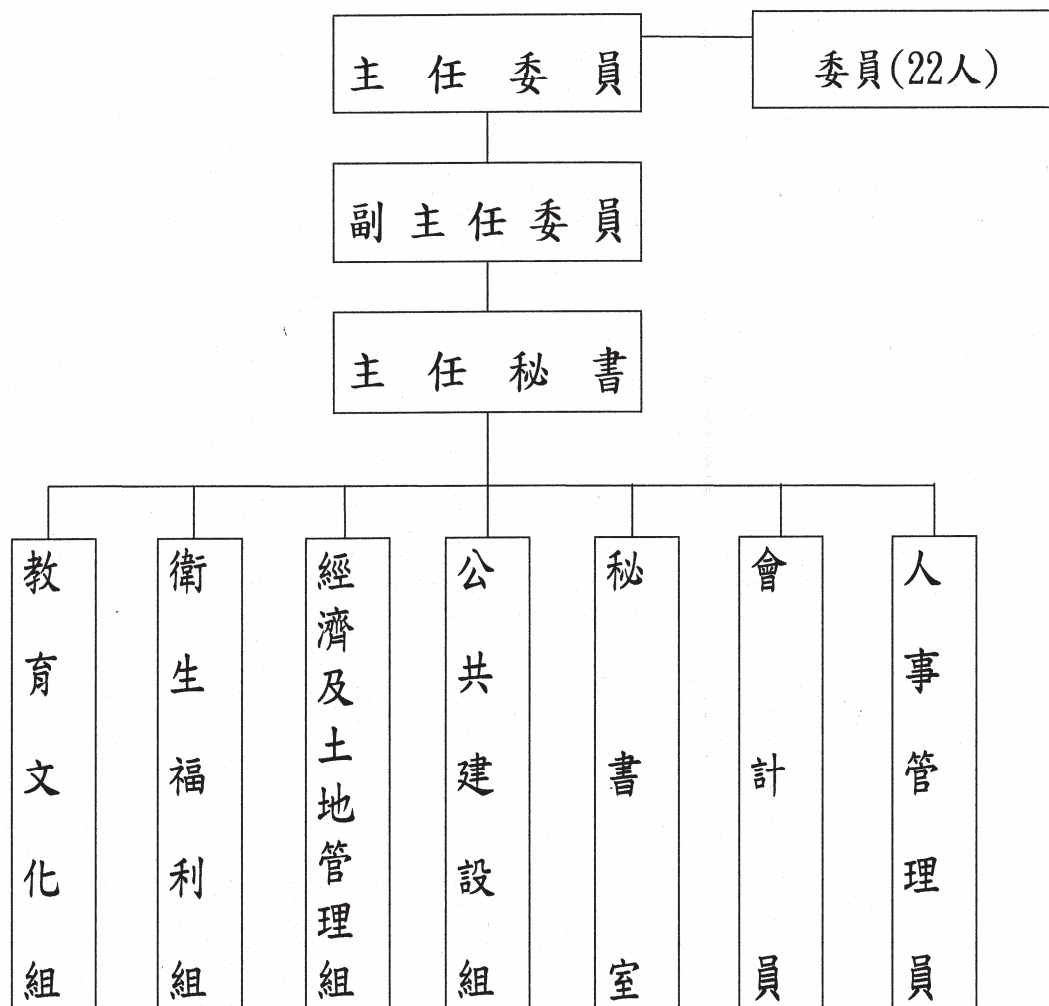 主任委員
委員(22人)
副主任委員
主任秘書
教育文化組
衛生福利組
經濟及土地管理組
公共建設組
秘書室
會計員
人事管理員